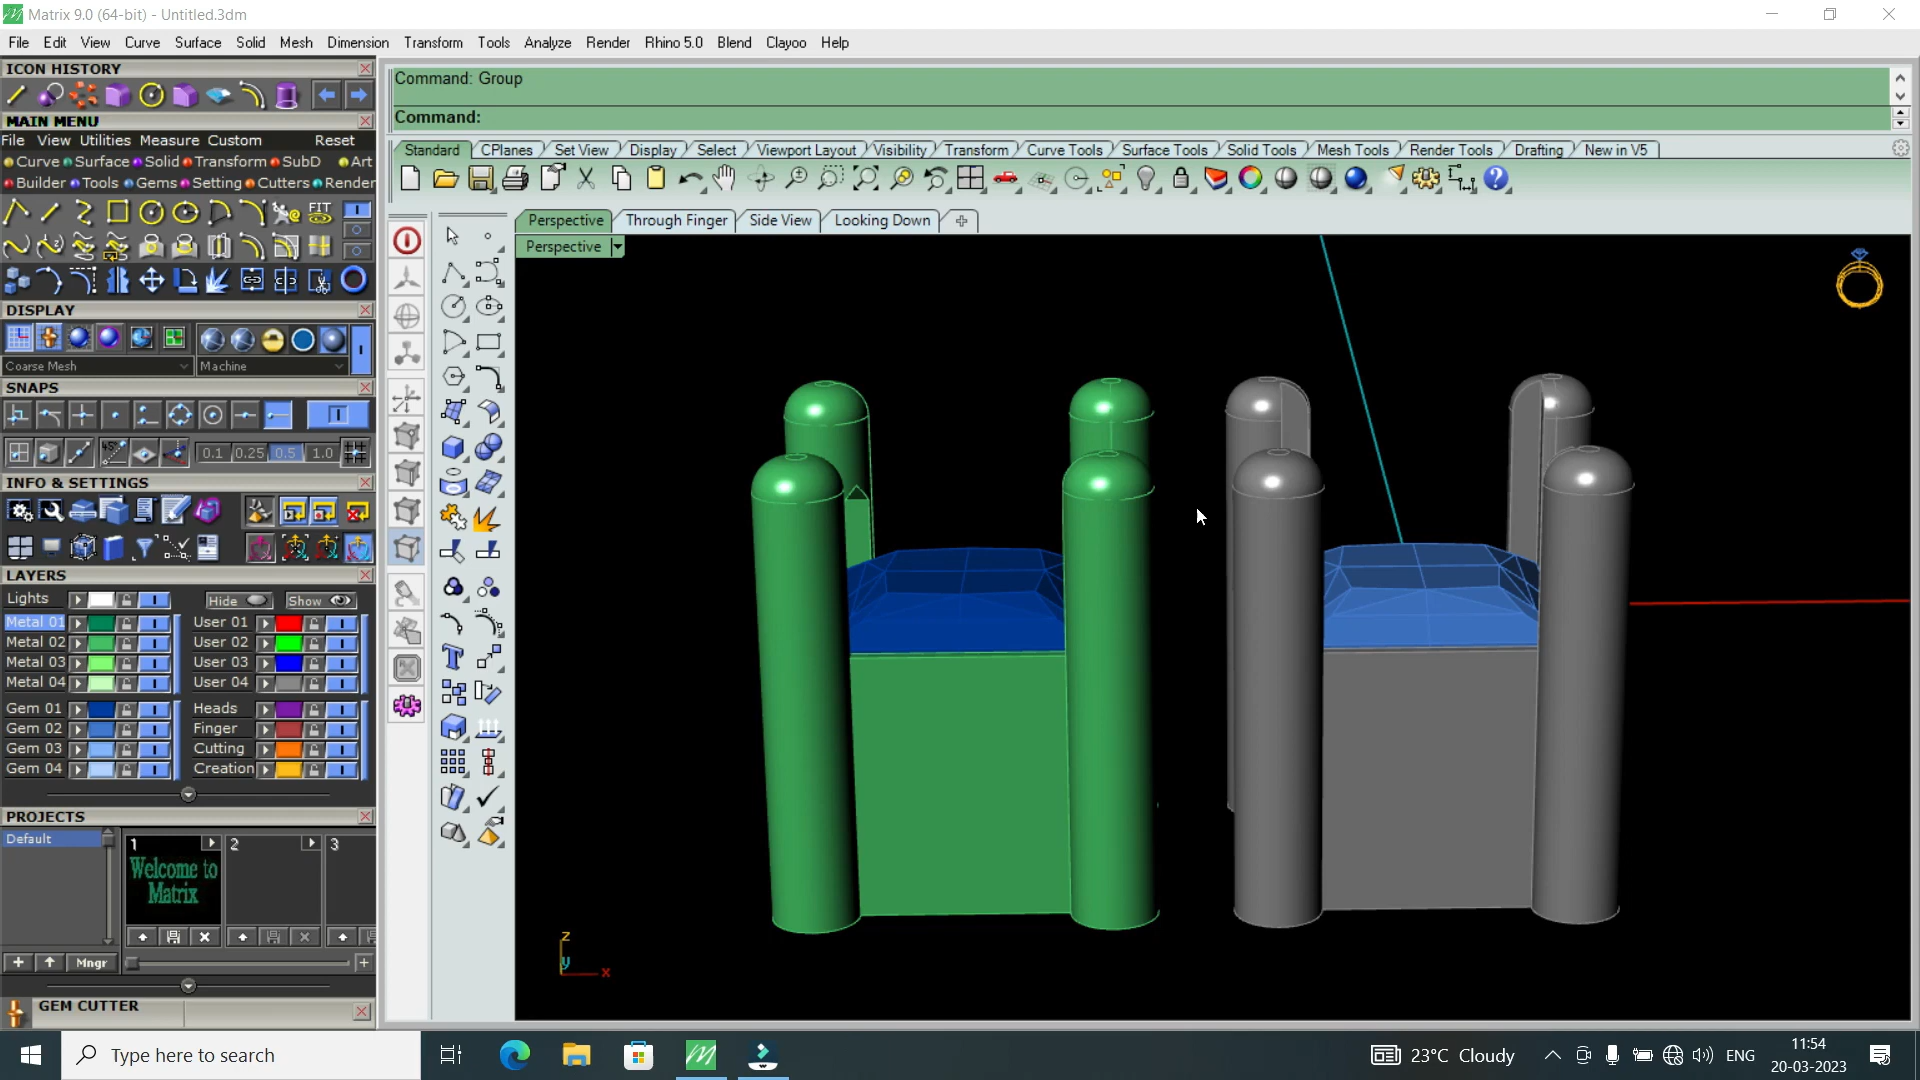 Matrix 9.0 (64-bit) - Untitled.3dm
File Edit View Curve Surface Solid Mesh Dimension Transform Tools Analyze Render Rhino 5.0 Blend Clayoo Help
ICON HISTORY
Command: Group
Command:
MAIN MENU
File View Utilities Measure Custom Reset
Curve Surface Solid Transform SubD Art
Builder Tools Gems Setting Cutters Render
Standard CPlanes Set View Display Select Viewport Layout Visibility Transform Curve Tools Surface Tools Solid Tools Mesh Tools Render Tools Drafting New in V5
FIT
Perspective Through Finger Side View Looking Down
Perspective
DISPLAY
Coarse Mesh Machine
SNAPS
0.1 0.25 0.5 1.0
INFO & SETTINGS
LAYERS
Lights Hide Show
Metal 01 User 01
Metal 02 User 02
Metal 03 User 03
Metal 04 User 04
Gem 01 Heads
Gem 02 Finger
Gem 03 Cutting
Gem 04 Creation
PROJECTS
Default
1 2 3
Welcome to
Matrix
Mngr
GEM CUTTER
z
y x
Type here to search
23°C Cloudy
ENG
11:54
20-03-2023